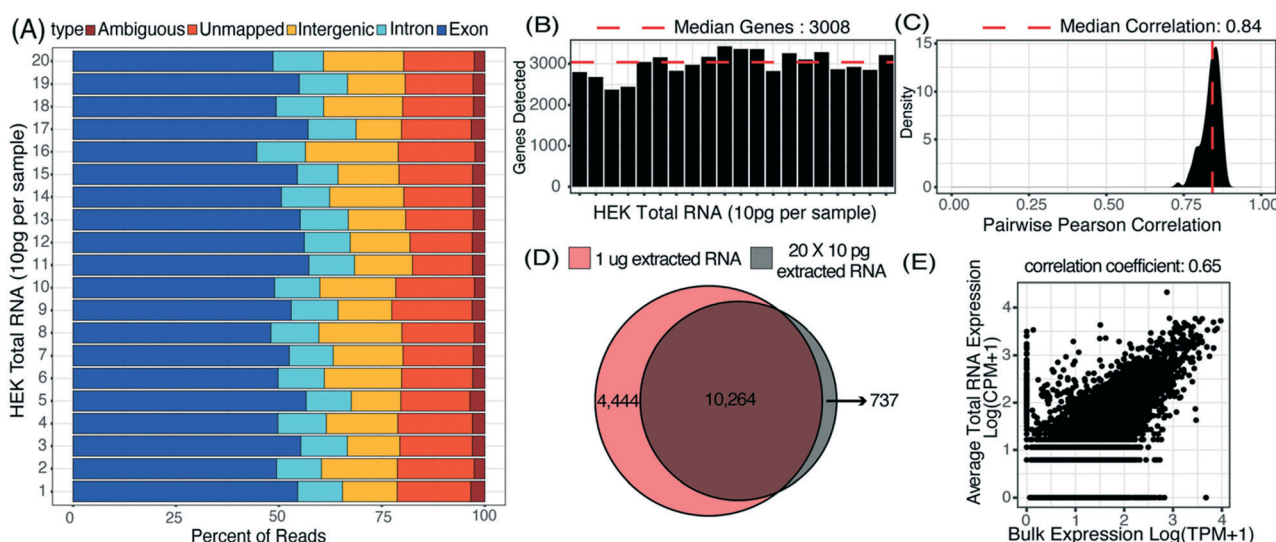 (A)
type Ambiguous Unmapped Intergenic Intron Exon
HEK Total RNA (10pg per sample)
20
19
18
17
16
15
14
13
12
11
10
9
8
7
6
5
4
3
2
1
0 25 50 75 100
Percent of Reads
(B)
Median Genes : 3008
Genes Detected
3000
2000
1000
0
HEK Total RNA (10pg per sample)
(C)
Median Correlation: 0.84
Density
15
10
5
0
0.00 0.25 0.50 0.75 1.00
Pairwise Pearson Correlation
(D)
1 ug extracted RNA
20 X 10 pg
extracted RNA
4,444
10,264
737
(E)
correlation coefficient: 0.65
Average Total RNA Expression
Log(CPM+1)
4
3
2
1
0
0 1 2 3 4
Bulk Expression Log(TPM+1)